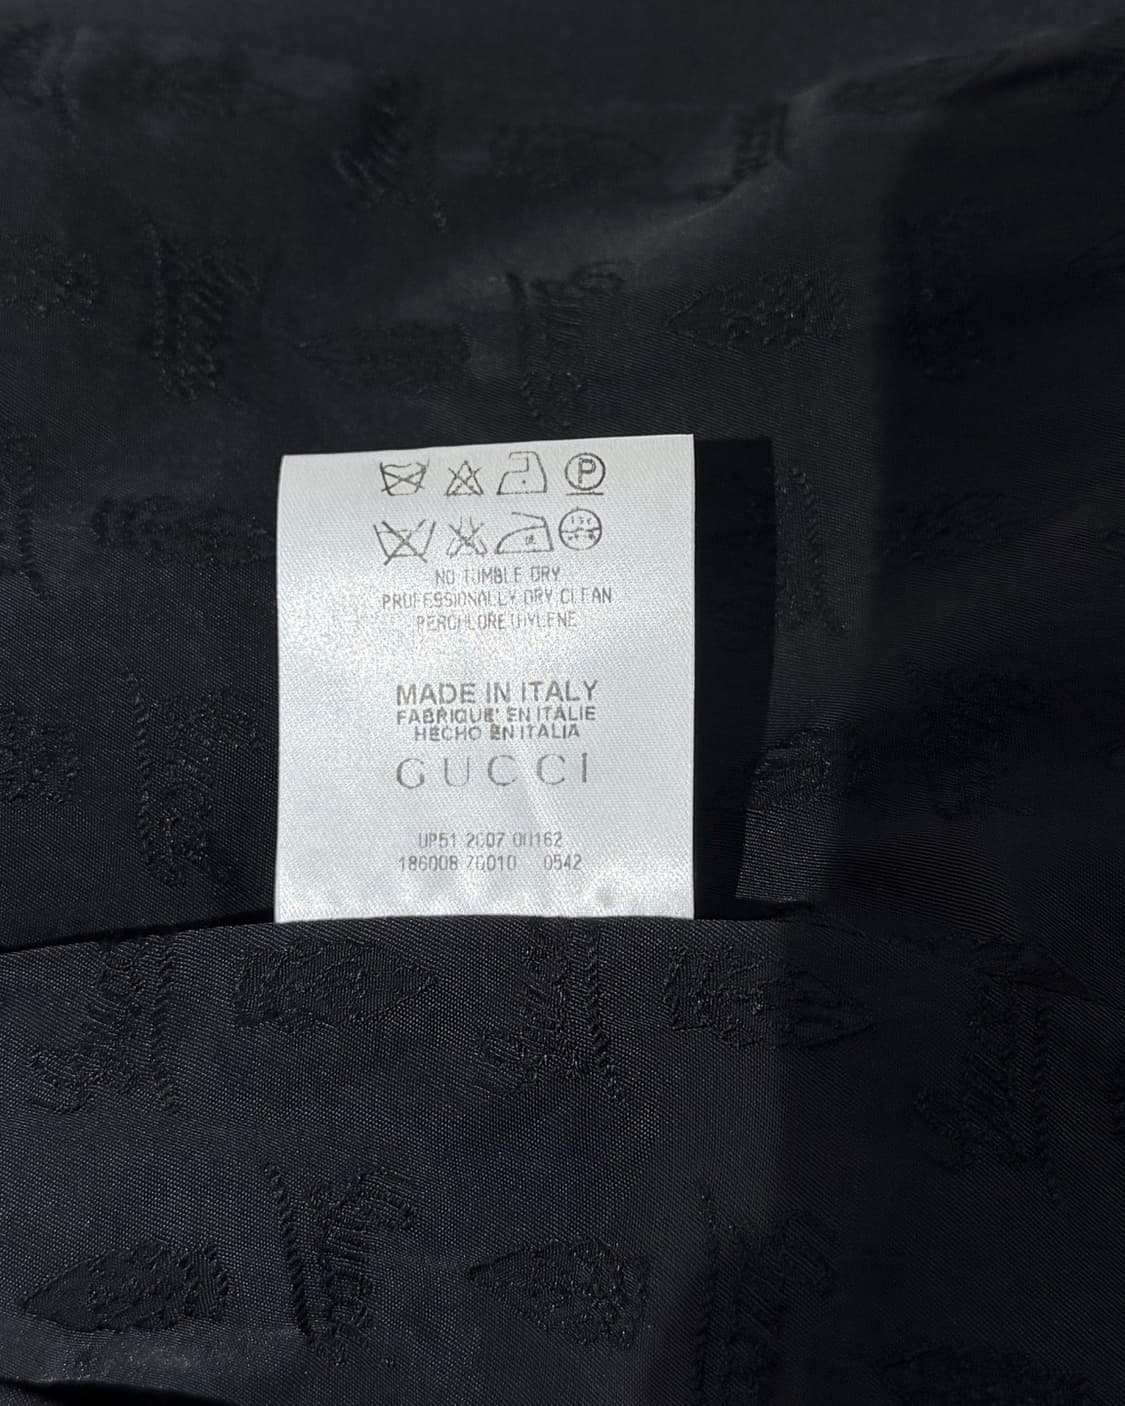 P
NO TUMBLE DRY
PROFESSIONALLY DRY CLEAN
PERCHLORETHYLENE
MADE IN ITALY
FABRIQUE' EN ITALIE
HECHO EN ITALIA
GUCCI
UP51 2007 00162
186008 Z0010 0542